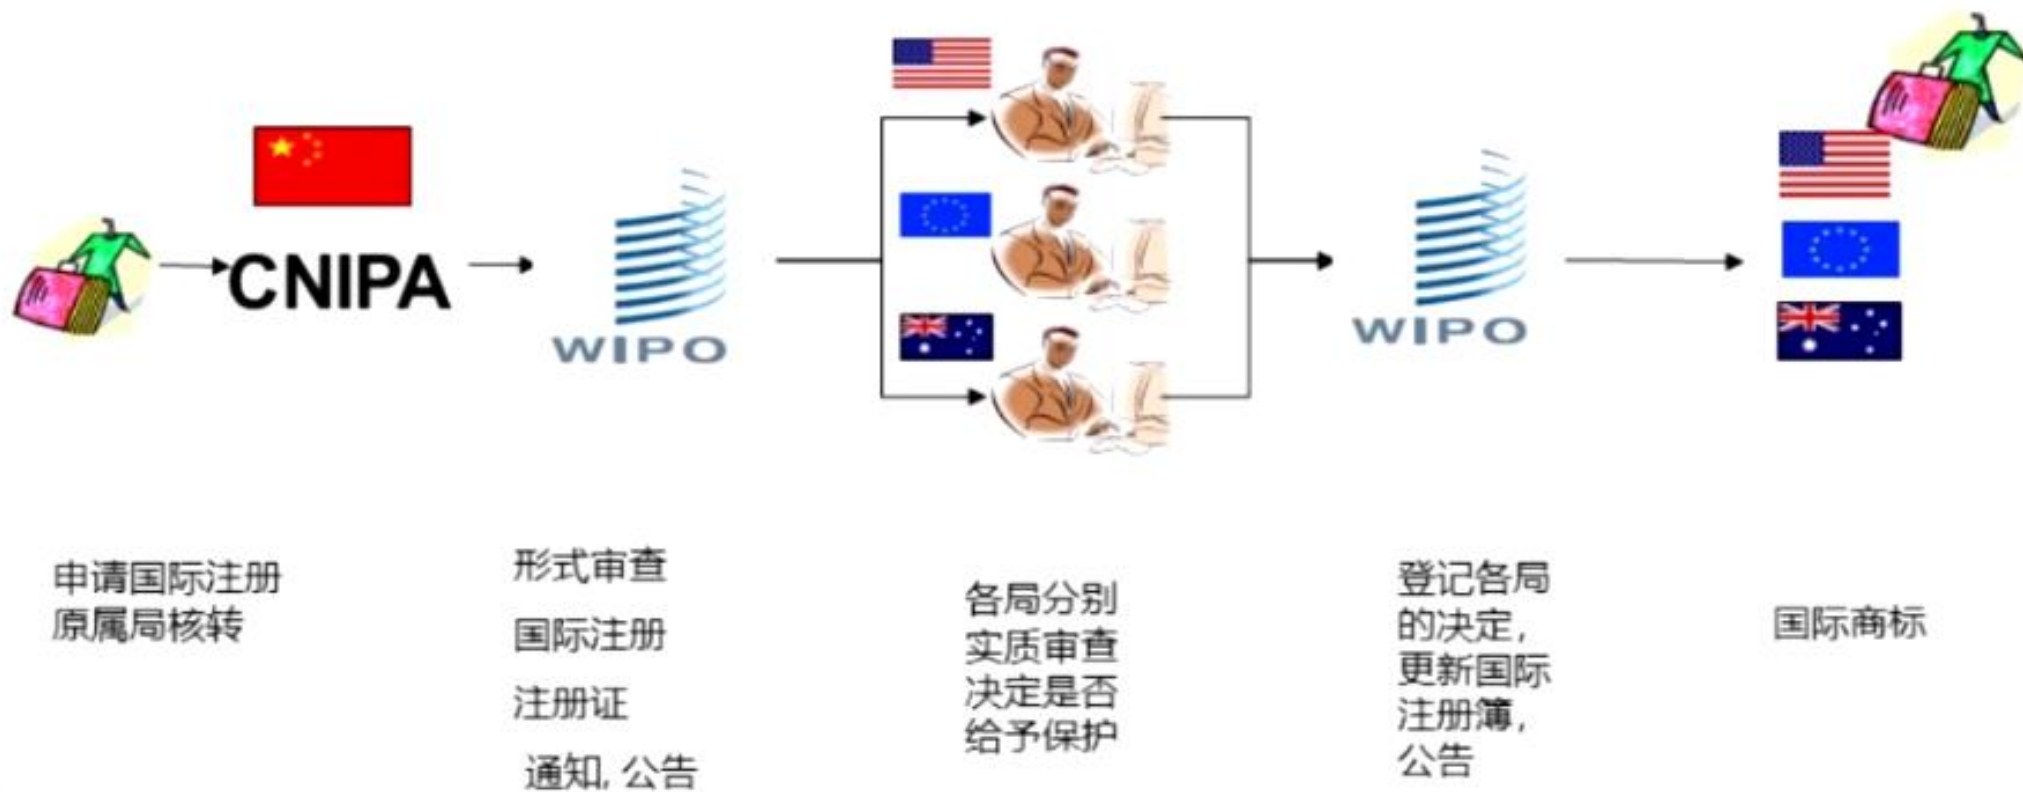 CNIPA
WIPO
WIPO
申请国际注册
原属局核转
形式审查
国际注册
注册证
通知, 公告
各局分别
实质审查
决定是否
给予保护
登记各局
的决定,
更新国际
注册簿,
公告
国际商标